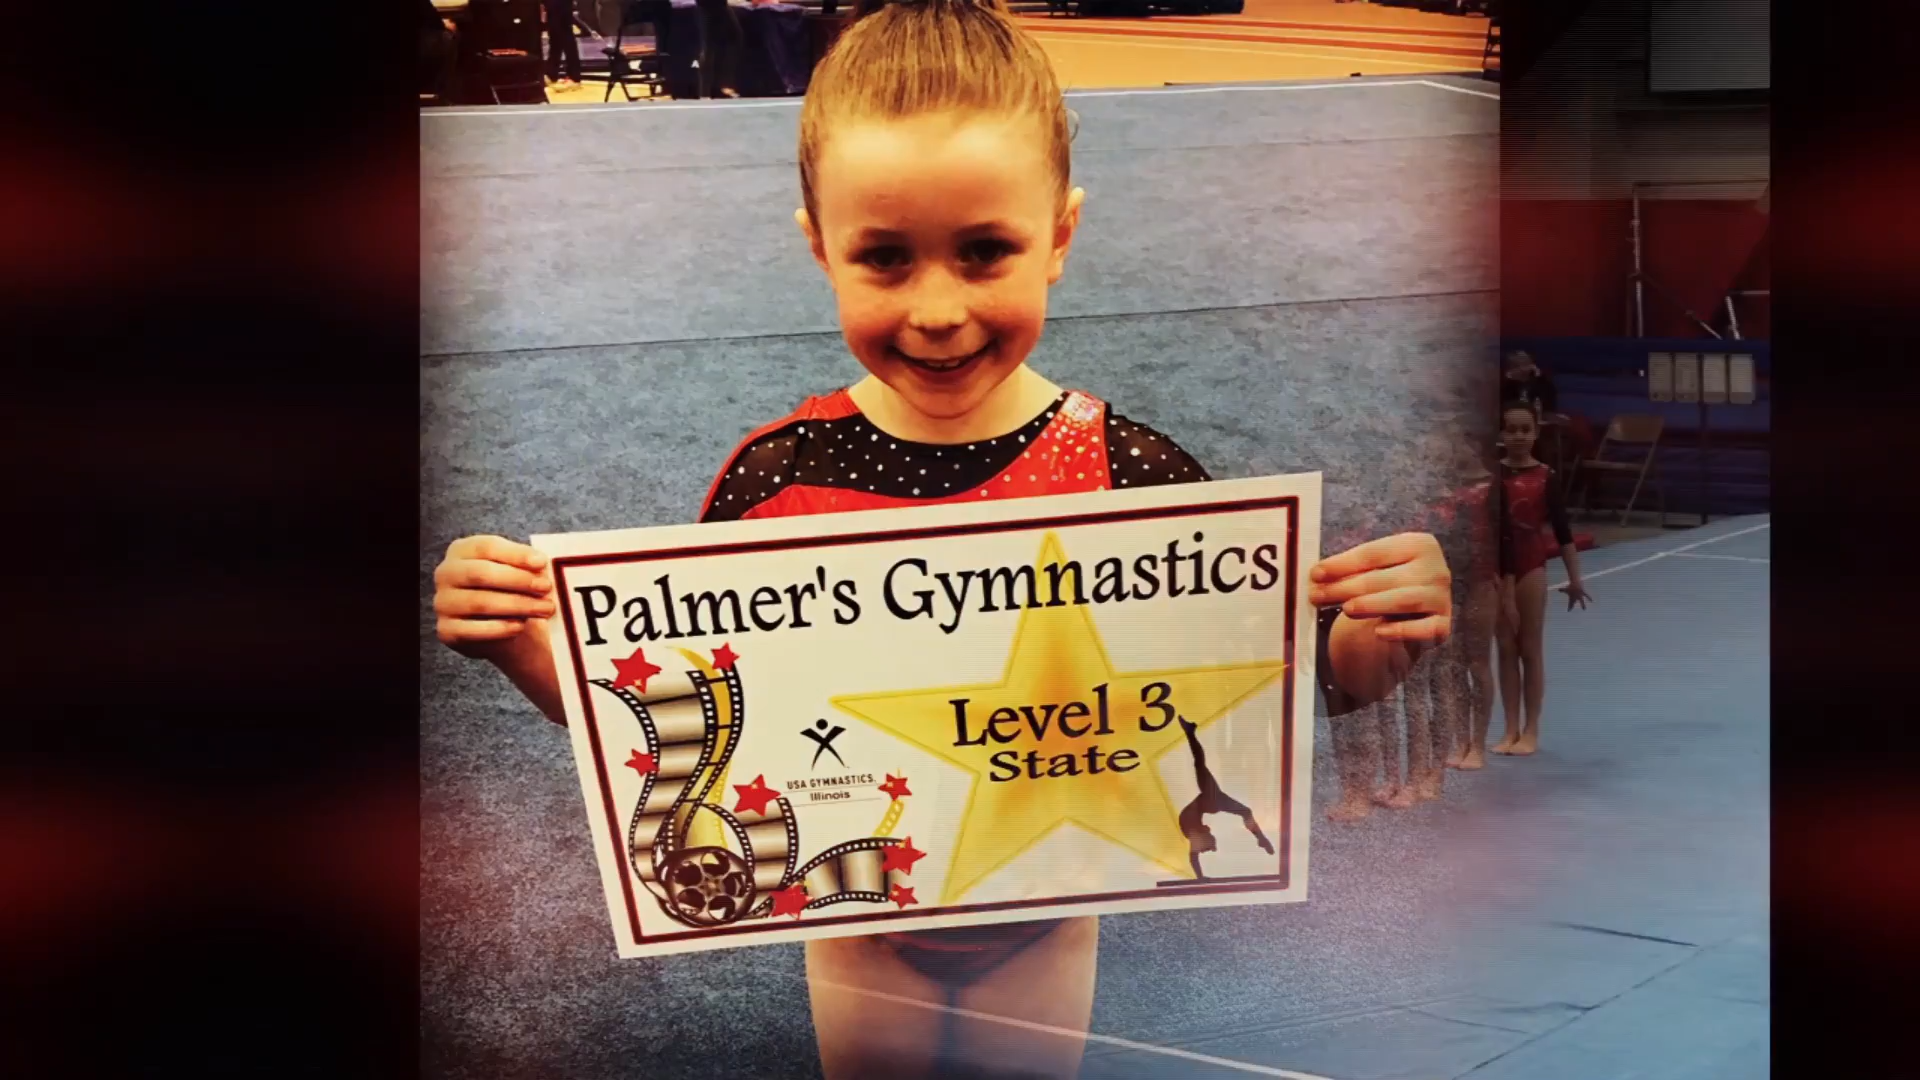 Palmer's Gymnastics
Level 3
State
USA GYMNASTICS.
Illinois